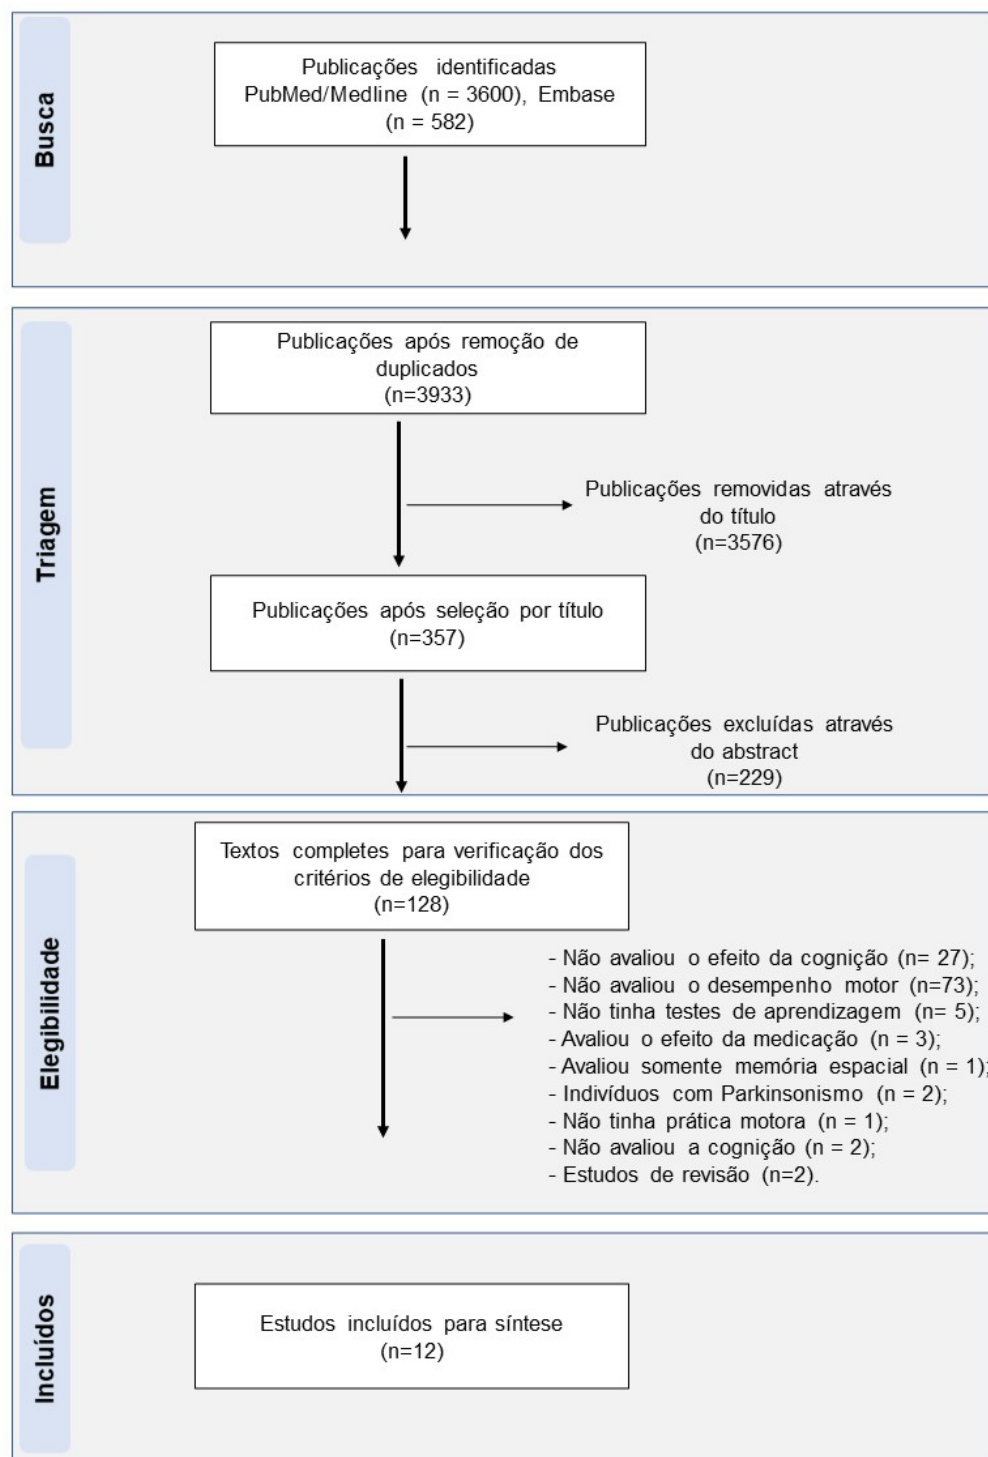 Busca
Publicações identificadas
PubMed/Medline (n = 3600), Embase
(n = 582)
Triagem
Publicações após remoção de
duplicados
(n=3933)
Publicações removidas através
do título
(n=3576)
Publicações após seleção por título
(n=357)
Publicações excluídas através
do abstract
(n=229)
Elegibilidade
Textos completes para verificação dos
critérios de elegibilidade
(n=128)
- Não avaliou o efeito da cognição (n= 27);
- Não avaliou o desempenho motor (n=73);
- Não tinha testes de aprendizagem (n= 5);
- Avaliou o efeito da medicação (n = 3);
- Avaliou somente memória espacial (n = 1);
- Indivíduos com Parkinsonismo (n = 2);
- Não tinha prática motora (n = 1);
- Não avaliou a cognição (n = 2);
- Estudos de revisão (n=2).
Incluídos
Estudos incluídos para síntese
(n=12)